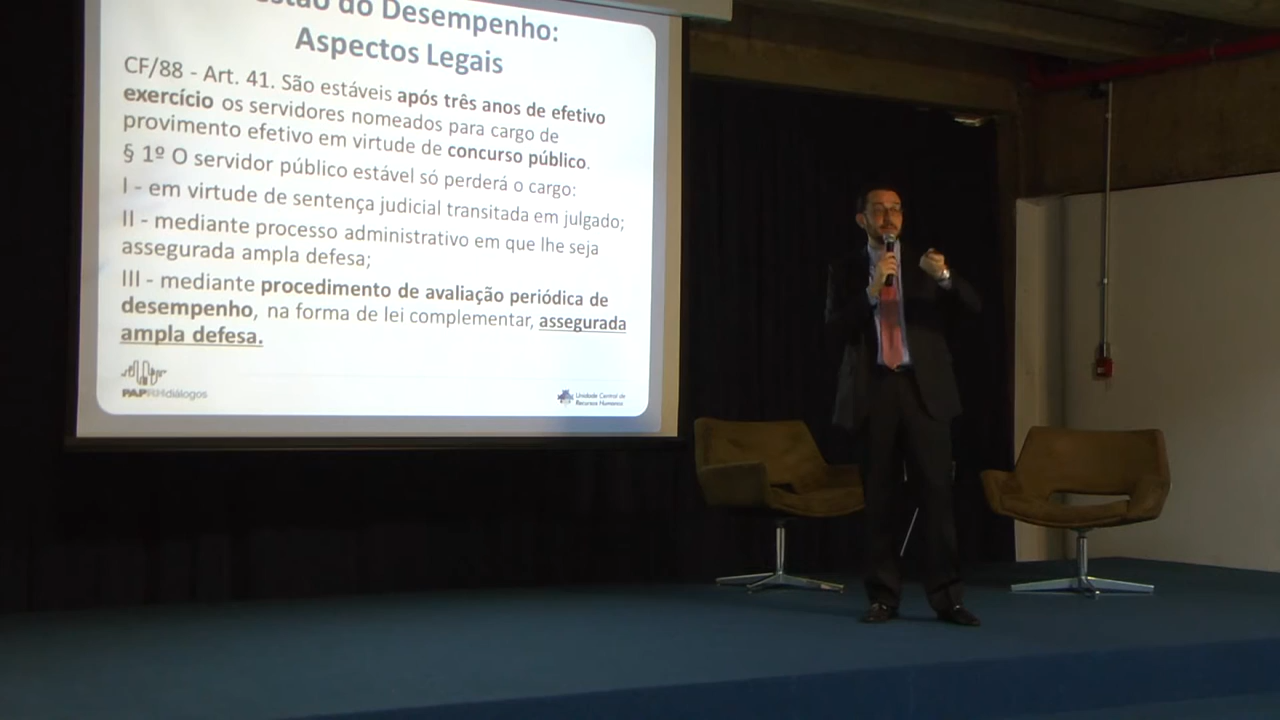 do Desempenho:
Aspectos Legais
CF/88 - Art. 41. São estáveis após três anos de efetivo
exercício os servidores nomeados para cargo de
provimento efetivo em virtude de concurso público.
§ 1º O servidor público estável só perderá o cargo:
I - em virtude de sentença judicial transitada em julgado;
II - mediante processo administrativo em que lhe seja
assegurada ampla defesa;
III - mediante procedimento de avaliação periódica de
desempenho, na forma de lei complementar, assegurada
ampla defesa.
PAPRHdiálogos
Unidade Central de
Recursos Humanos